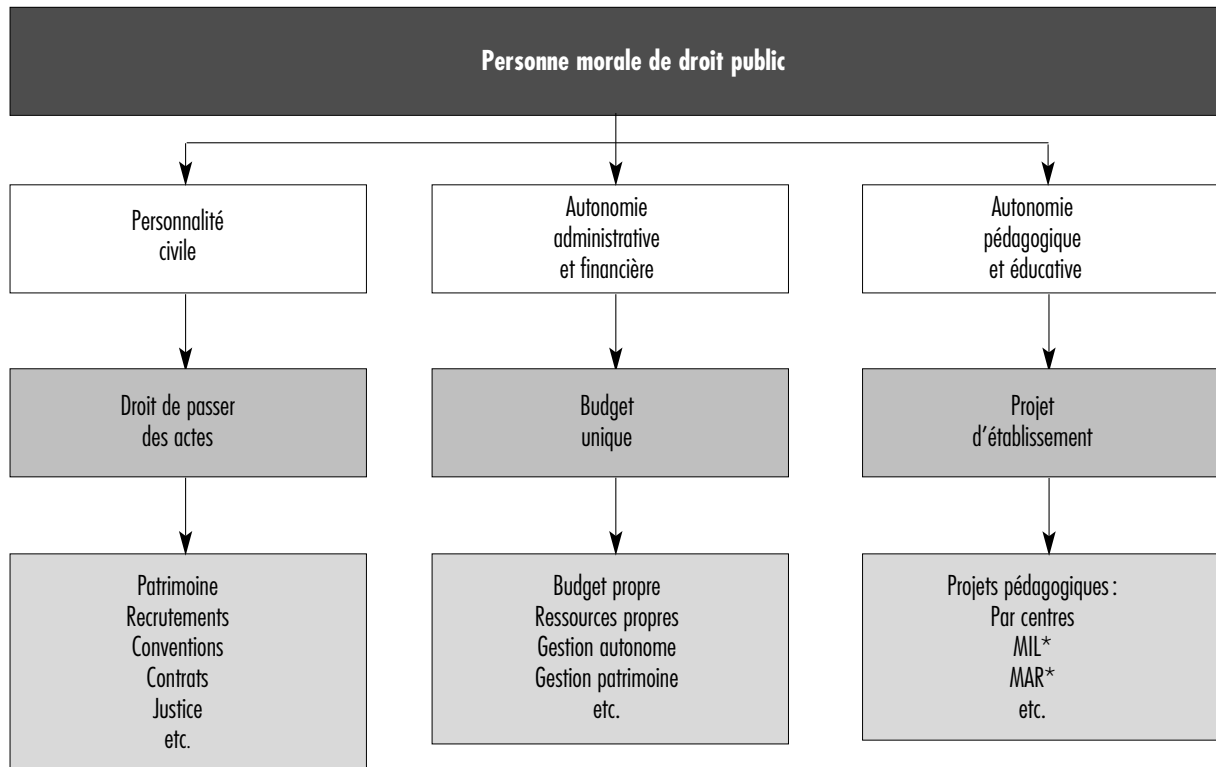 Personne morale de droit public
Personnalité
civile
Autonomie
administrative
et financière
Autonomie
pédagogique
et éducative
Droit de passer
des actes
Budget
unique
Projet
d'établissement
Patrimoine
Recrutements
Conventions
Contrats
Justice
etc.
Budget propre
Ressources propres
Gestion autonome
Gestion patrimoine
etc.
Projets pédagogiques :
Par centres
MIL*
MAR*
etc.